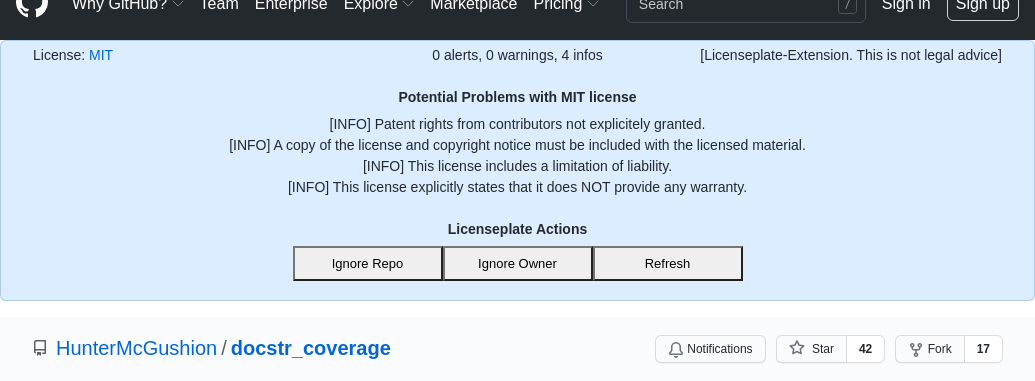 Why GitHub? Team Enterprise Explore Marketplace Pricing Search / Sign in Sign up
License: MIT 0 alerts, 0 warnings, 4 infos [Licenseplate-Extension. This is not legal advice]
Potential Problems with MIT license
[INFO] Patent rights from contributors not explicitely granted.
[INFO] A copy of the license and copyright notice must be included with the licensed material.
[INFO] This license includes a limitation of liability.
[INFO] This license explicitly states that it does NOT provide any warranty.
Licenseplate Actions
Ignore Repo Ignore Owner Refresh
HunterMcGushion / docstr_coverage Notifications Star 42 Fork 17